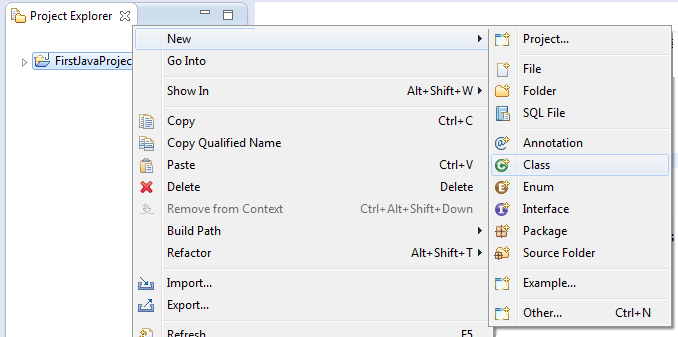 Project Explorer
FirstJavaProjec
New
Go Into
Show In Alt+Shift+W
Copy Ctrl+C
Copy Qualified Name
Paste Ctrl+V
Delete Delete
Remove from Context Ctrl+Alt+Shift+Down
Build Path
Refactor Alt+Shift+T
Import...
Export...
Refresh F5
Project...
File
Folder
SQL File
Annotation
Class
Enum
Interface
Package
Source Folder
Example...
Other... Ctrl+N